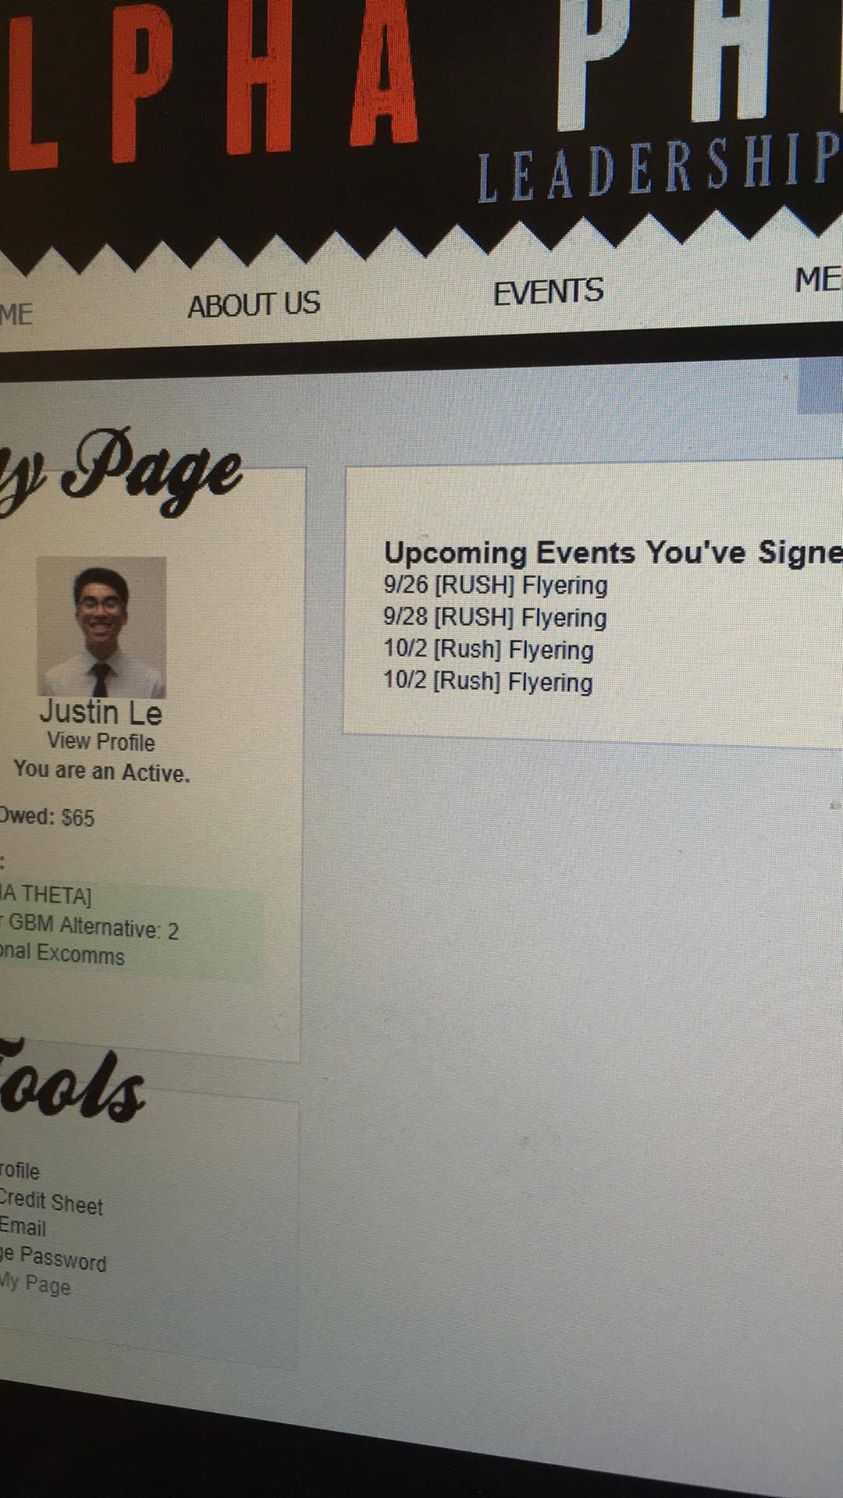 LPHA PH
LEADERSHIP
ME
ABOUT US
EVENTS
ME
y Page
Justin Le
View Profile
You are an Active.
Owed: $65
:
IA THETA]
r GBM Alternative: 2
onal Excomms
Tools
rofile
Credit Sheet
Email
ge Password
My Page
Upcoming Events You've Signe
9/26 [RUSH] Flyering
9/28 [RUSH] Flyering
10/2 [Rush] Flyering
10/2 [Rush] Flyering